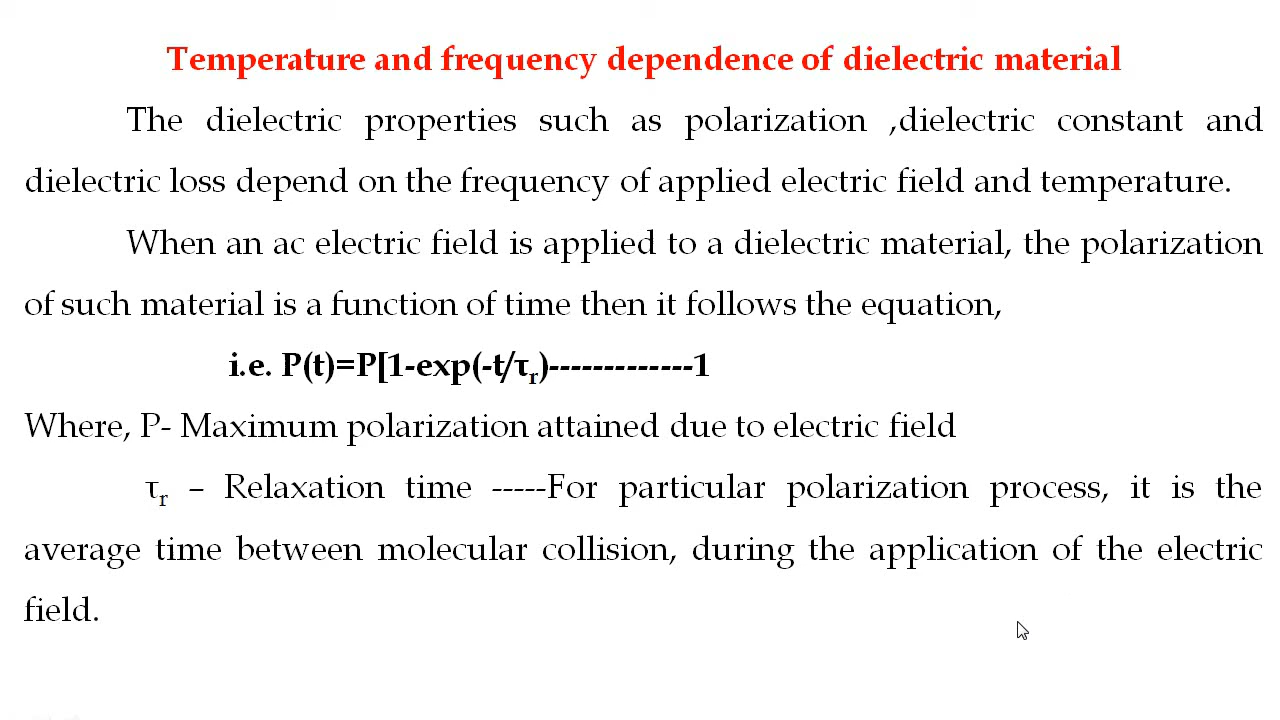 Temperature and frequency dependence of dielectric material
The dielectric properties such as polarization ,dielectric constant and
dielectric loss depend on the frequency of applied electric field and temperature.
When an ac electric field is applied to a dielectric material, the polarization
of such material is a function of time then it follows the equation,
i.e. P(t)=P[1-exp(-t/τr)-------------1
Where, P- Maximum polarization attained due to electric field
τr – Relaxation time -----For particular polarization process, it is the
average time between molecular collision, during the application of the electric
field.